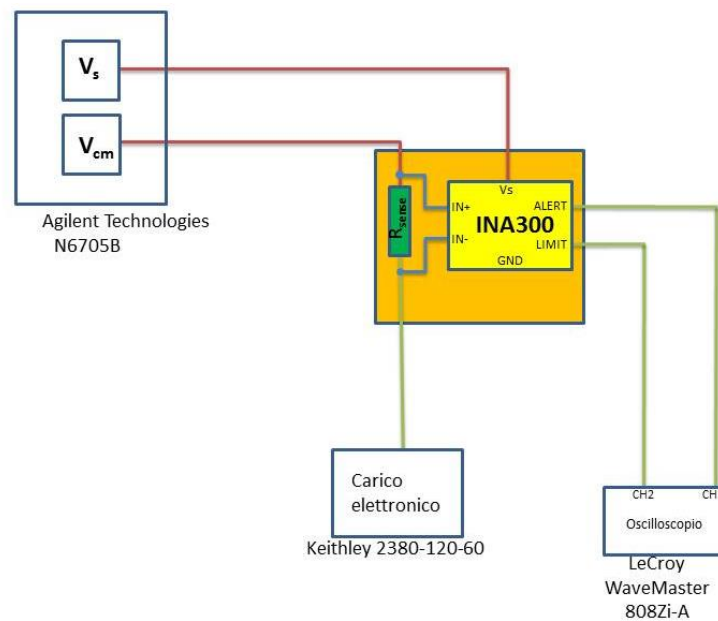 Vs
Vcm
Agilent Technologies
N6705B
Rsense
Vs
IN+
ALERT
INA300
IN-
LIMIT
GND
Carico
elettronico
Keithley 2380-120-60
CH2
CH
Oscilloscopio
LeCroy
WaveMaster
808Zi-A